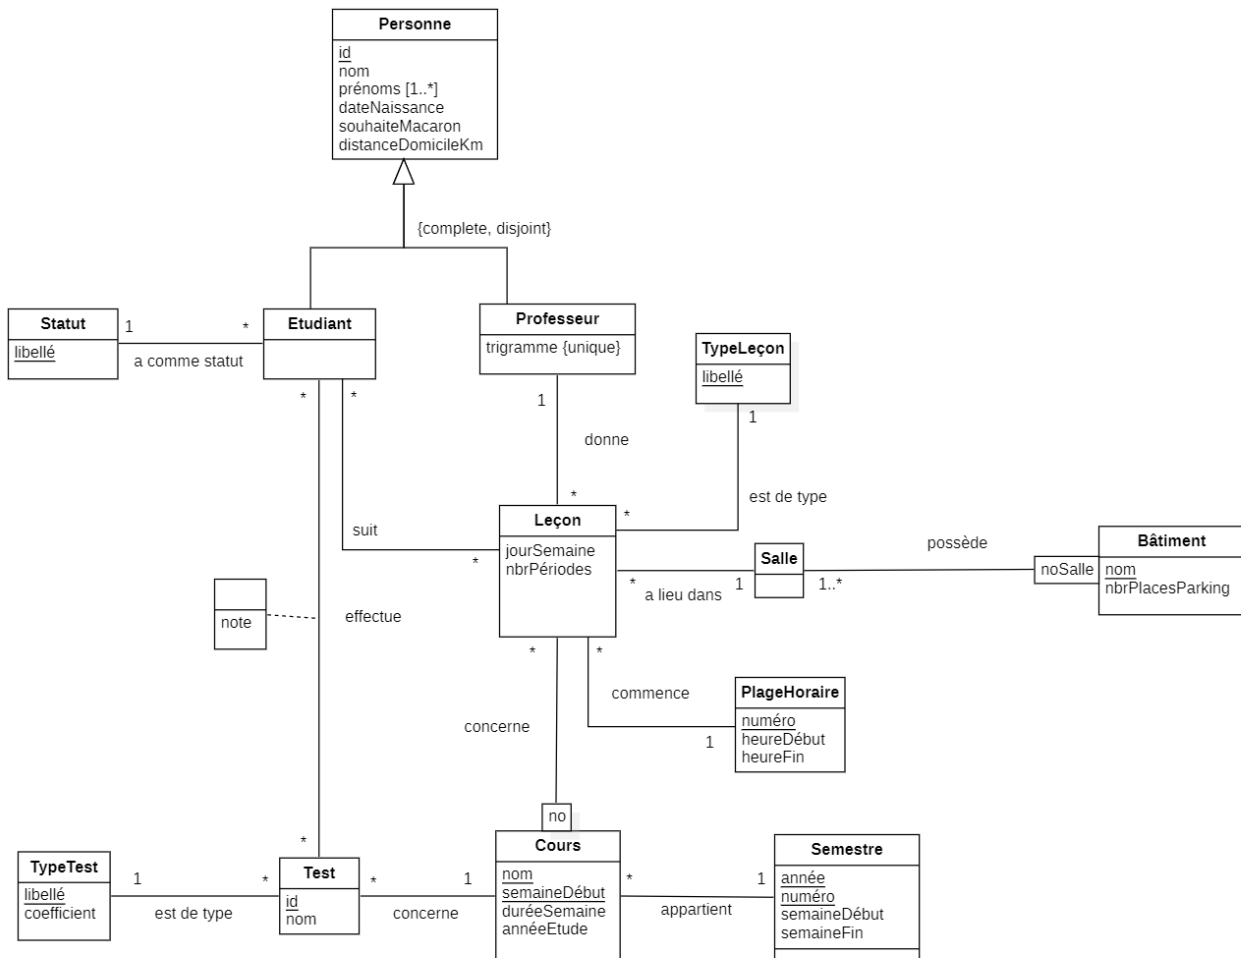 Personne
id
nom
prénoms [1..*]
dateNaissance
souhaiteMacaron
distanceDomicileKm
{complete, disjoint}
Statut
libellé
1
*
a comme statut
Etudiant
Professeur
trigramme {unique}
TypeLeçon
libellé
*
*
1
1
donne
est de type
*
*
Leçon
jourSemaine
nbrPériodes
suit
*
*
a lieu dans
1
Salle
1..*
possède
noSalle
Bâtiment
nom
nbrPlacesParking
note
effectue
*
*
concerne
commence
1
PlageHoraire
numéro
heureDébut
heureFin
no
*
TypeTest
libellé
coefficient
1
*
est de type
Test
id
nom
*
1
concerne
Cours
nom
semaineDébut
duréeSemaine
annéeEtude
*
1
appartient
Semestre
année
numéro
semaineDébut
semaineFin